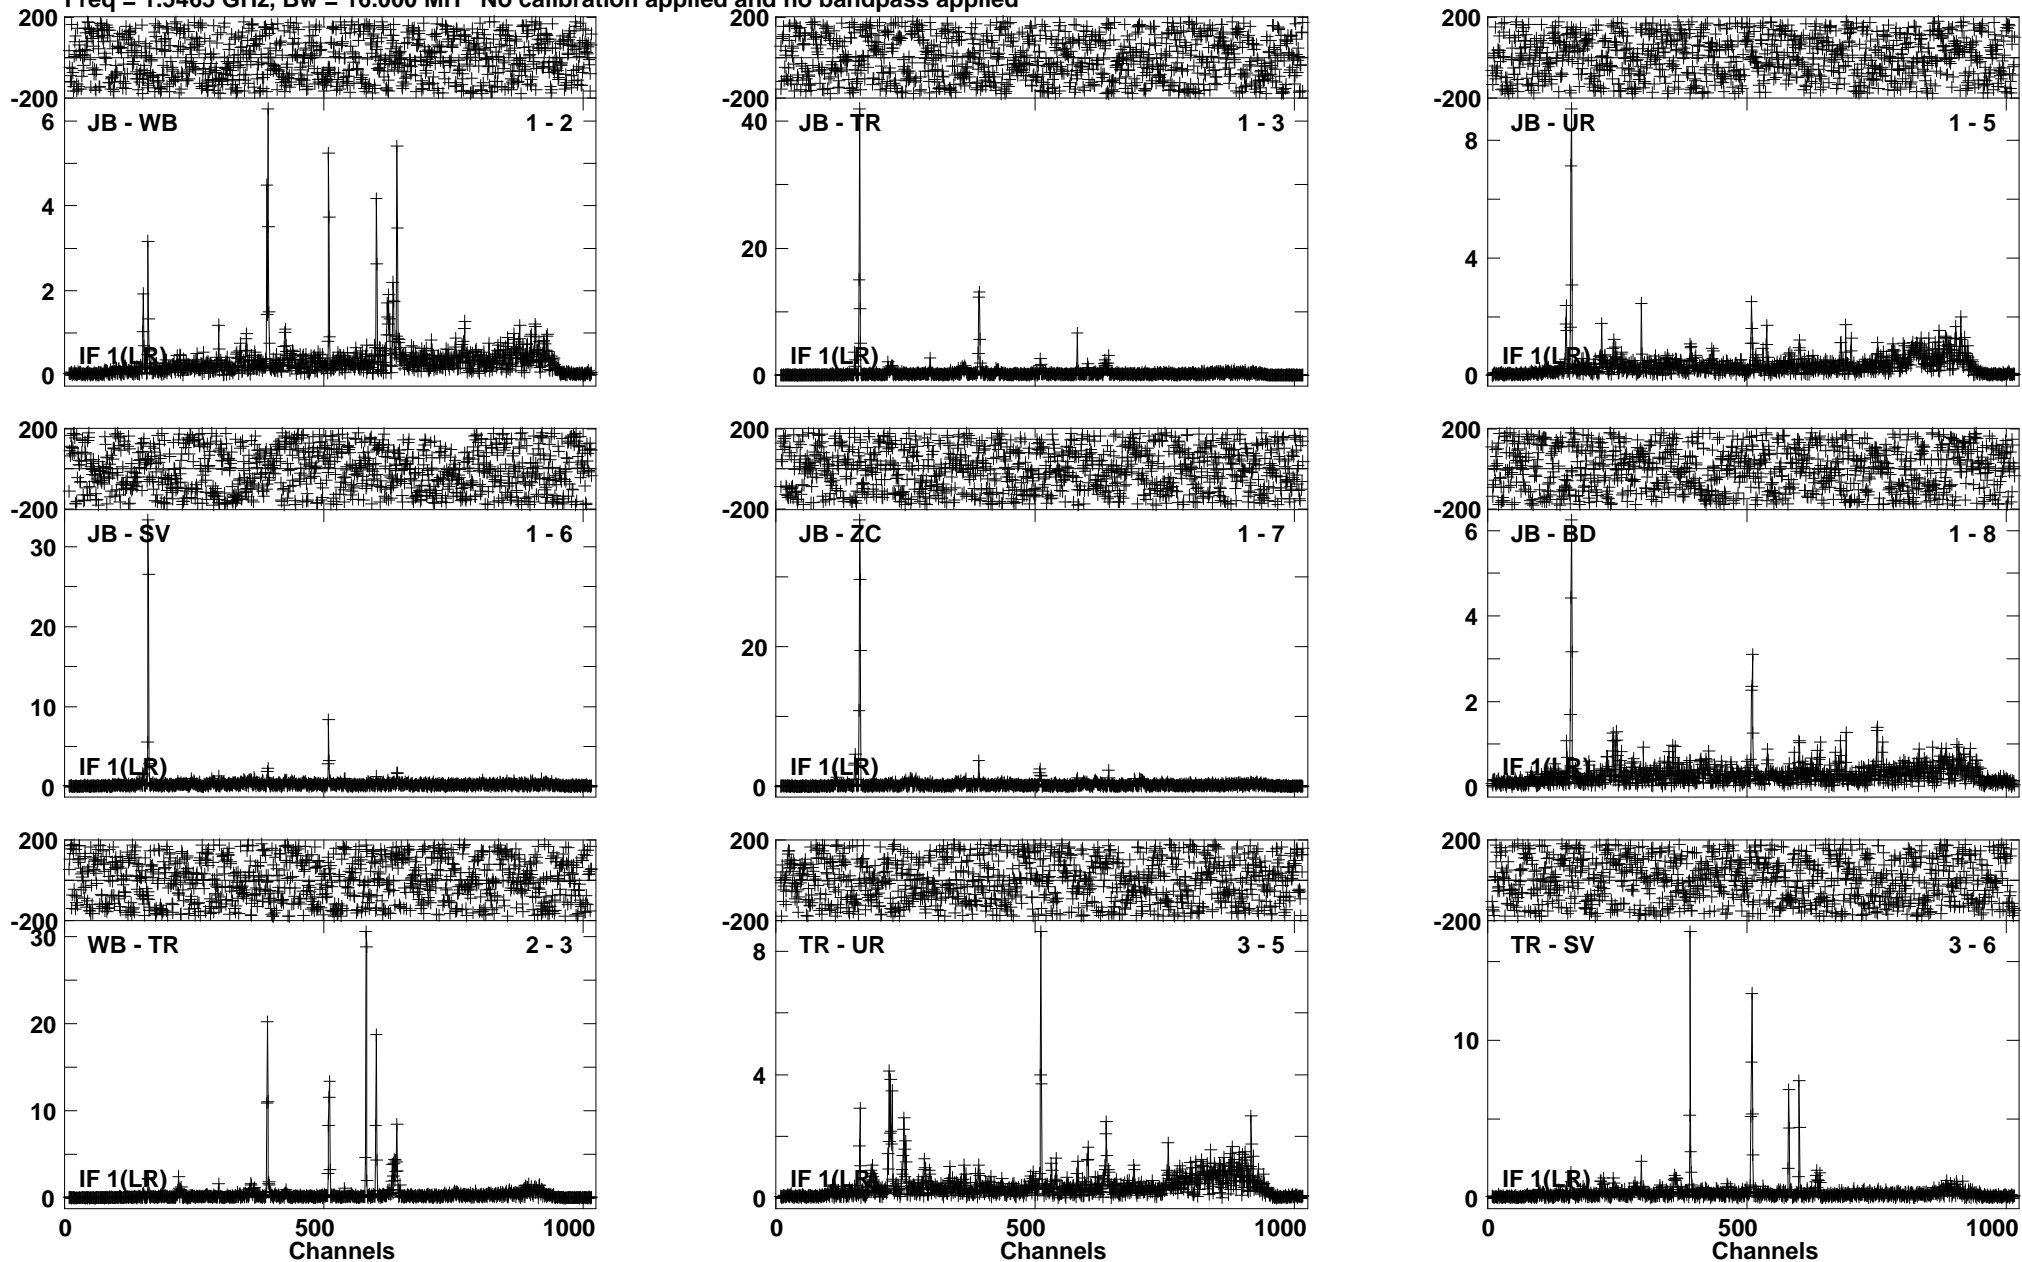 Freq = 1.5465 GHz, Bw = 16.000 MH No calibration applied and no bandpass applied
200
-200
JB - WB 1 - 2
6
4
2
0
IF 1(LR)
200
-200
JB - TR 1 - 3
40
20
0
IF 1(LR)
200
-200
JB - UR 1 - 5
8
4
0
IF 1(LR)
200
-200
JB - SV 1 - 6
30
20
10
0
IF 1(LR)
200
-200
JB - ZC 1 - 7
20
0
IF 1(LR)
200
-200
JB - BD 1 - 8
6
4
2
0
IF 1(LR)
200
-200
WB - TR 2 - 3
30
20
10
0
IF 1(LR)
0 500 1000
Channels
200
-200
TR - UR 3 - 5
8
4
0
IF 1(LR)
0 500 1000
Channels
200
-200
TR - SV 3 - 6
10
0
IF 1(LR)
0 500 1000
Channels